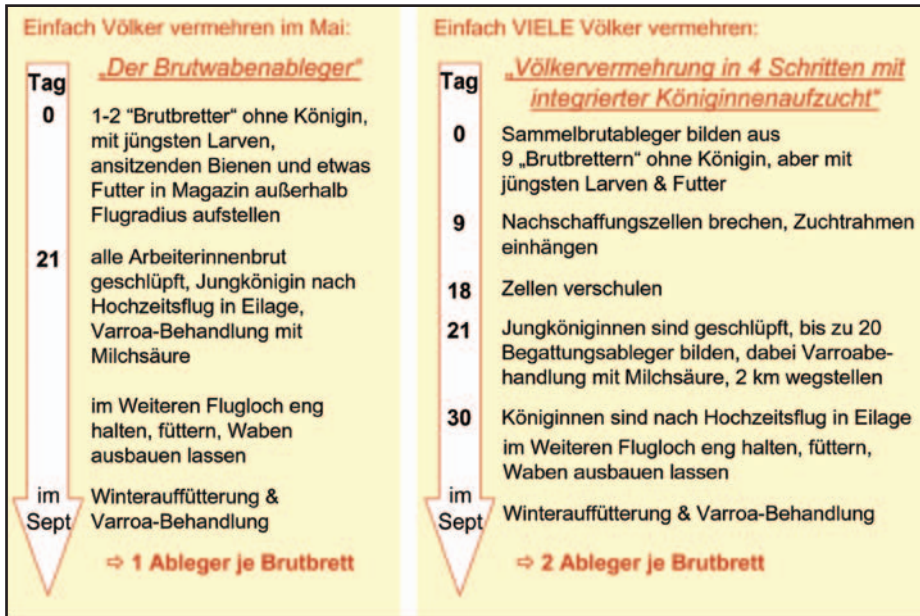 Einfach Völker vermehren im Mai:
„Der Brutwabenableger“
Tag
0
1-2 “Brutbretter“ ohne Königin,
mit jüngsten Larven,
ansitzenden Bienen und etwas
Futter in Magazin außerhalb
Flugradius aufstellen
21
alle Arbeiterinnenbrut
geschlüpft, Jungkönigin nach
Hochzeitsflug in Eilage,
Varroa-Behandlung mit
Milchsäure
im Weiteren Flugloch eng
halten, füttern, Waben
ausbauen lassen
im
Sept
Winterauffütterung &
Varroa-Behandlung
⇨ 1 Ableger je Brutbrett
Einfach VIELE Völker vermehren:
„Völkervermehrung in 4 Schritten mit
integrierter Königinnenaufzucht“
Tag
0
Sammelbrutableger bilden aus
9 „Brutbrettern“ ohne Königin, aber mit
jüngsten Larven & Futter
9
Nachschaffungszellen brechen, Zuchtrahmen
einhängen
18
Zellen verschulen
21
Jungköniginnen sind geschlüpft, bis zu 20
Begattungsableger bilden, dabei Varroabe-
handlung mit Milchsäure, 2 km wegstellen
30
Königinnen sind nach Hochzeitsflug in Eilage
im Weiteren Flugloch eng halten, füttern,
Waben ausbauen lassen
im
Sept
Winterauffütterung & Varroa-Behandlung
⇨ 2 Ableger je Brutbrett